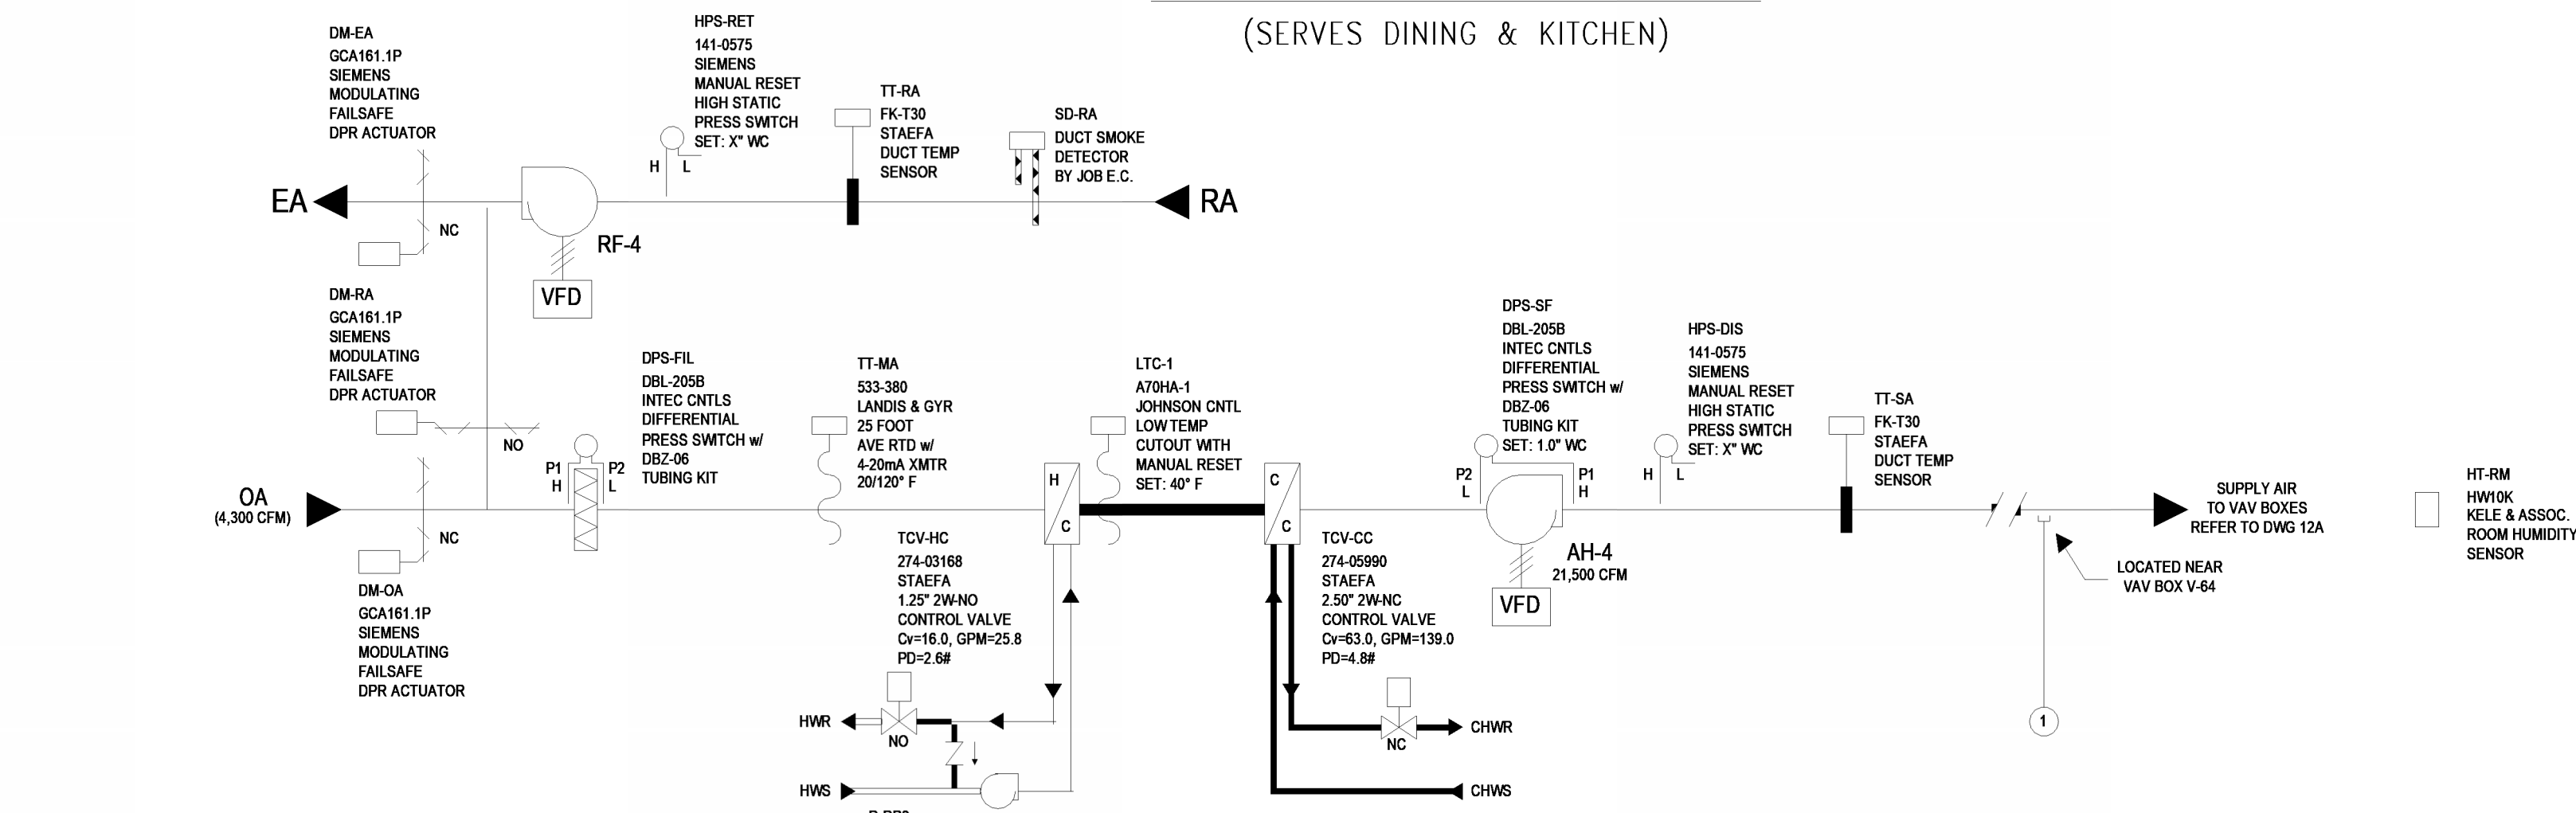 (SERVES DINING & KITCHEN)
DM-EA
GCA161.1P
SIEMENS
MODULATING
FAILSAFE
DPR ACTUATOR
HPS-RET
141-0575
SIEMENS
MANUAL RESET
HIGH STATIC
PRESS SWITCH
SET: X" WC
H L
TT-RA
FK-T30
STAEFA
DUCT TEMP
SENSOR
SD-RA
DUCT SMOKE
DETECTOR
BY JOB E.C.
EA
RA
NC
RF-4
VFD
DM-RA
GCA161.1P
SIEMENS
MODULATING
FAILSAFE
DPR ACTUATOR
NO
DPS-FIL
DBL-205B
INTEC CNTLS
DIFFERENTIAL
PRESS SWITCH w/
DBZ-06
TUBING KIT
P1 P2
H L
TT-MA
533-380
LANDIS & GYR
25 FOOT
AVE RTD w/
4-20mA XMTR
20/120° F
LTC-1
A70HA-1
JOHNSON CNTL
LOW TEMP
CUTOUT WITH
MANUAL RESET
SET: 40° F
DPS-SF
DBL-205B
INTEC CNTLS
DIFFERENTIAL
PRESS SWITCH w/
DBZ-06
TUBING KIT
SET: 1.0" WC
P2 P1
L H
HPS-DIS
141-0575
SIEMENS
MANUAL RESET
HIGH STATIC
PRESS SWITCH
SET: X" WC
H L
TT-SA
FK-T30
STAEFA
DUCT TEMP
SENSOR
OA
(4,300 CFM)
NC
H
C
C
C
AH-4
21,500 CFM
VFD
SUPPLY AIR
TO VAV BOXES
REFER TO DWG 12A
LOCATED NEAR
VAV BOX V-64
1
HT-RM
HW10K
KELE & ASSOC.
ROOM HUMIDITY
SENSOR
DM-OA
GCA161.1P
SIEMENS
MODULATING
FAILSAFE
DPR ACTUATOR
TCV-HC
274-03168
STAEFA
1.25" 2W-NO
CONTROL VALVE
Cv=16.0, GPM=25.8
PD=2.6#
HWR
NO
HWS
TCV-CC
274-05990
STAEFA
2.50" 2W-NC
CONTROL VALVE
Cv=63.0, GPM=139.0
PD=4.8#
CHWR
NC
CHWS